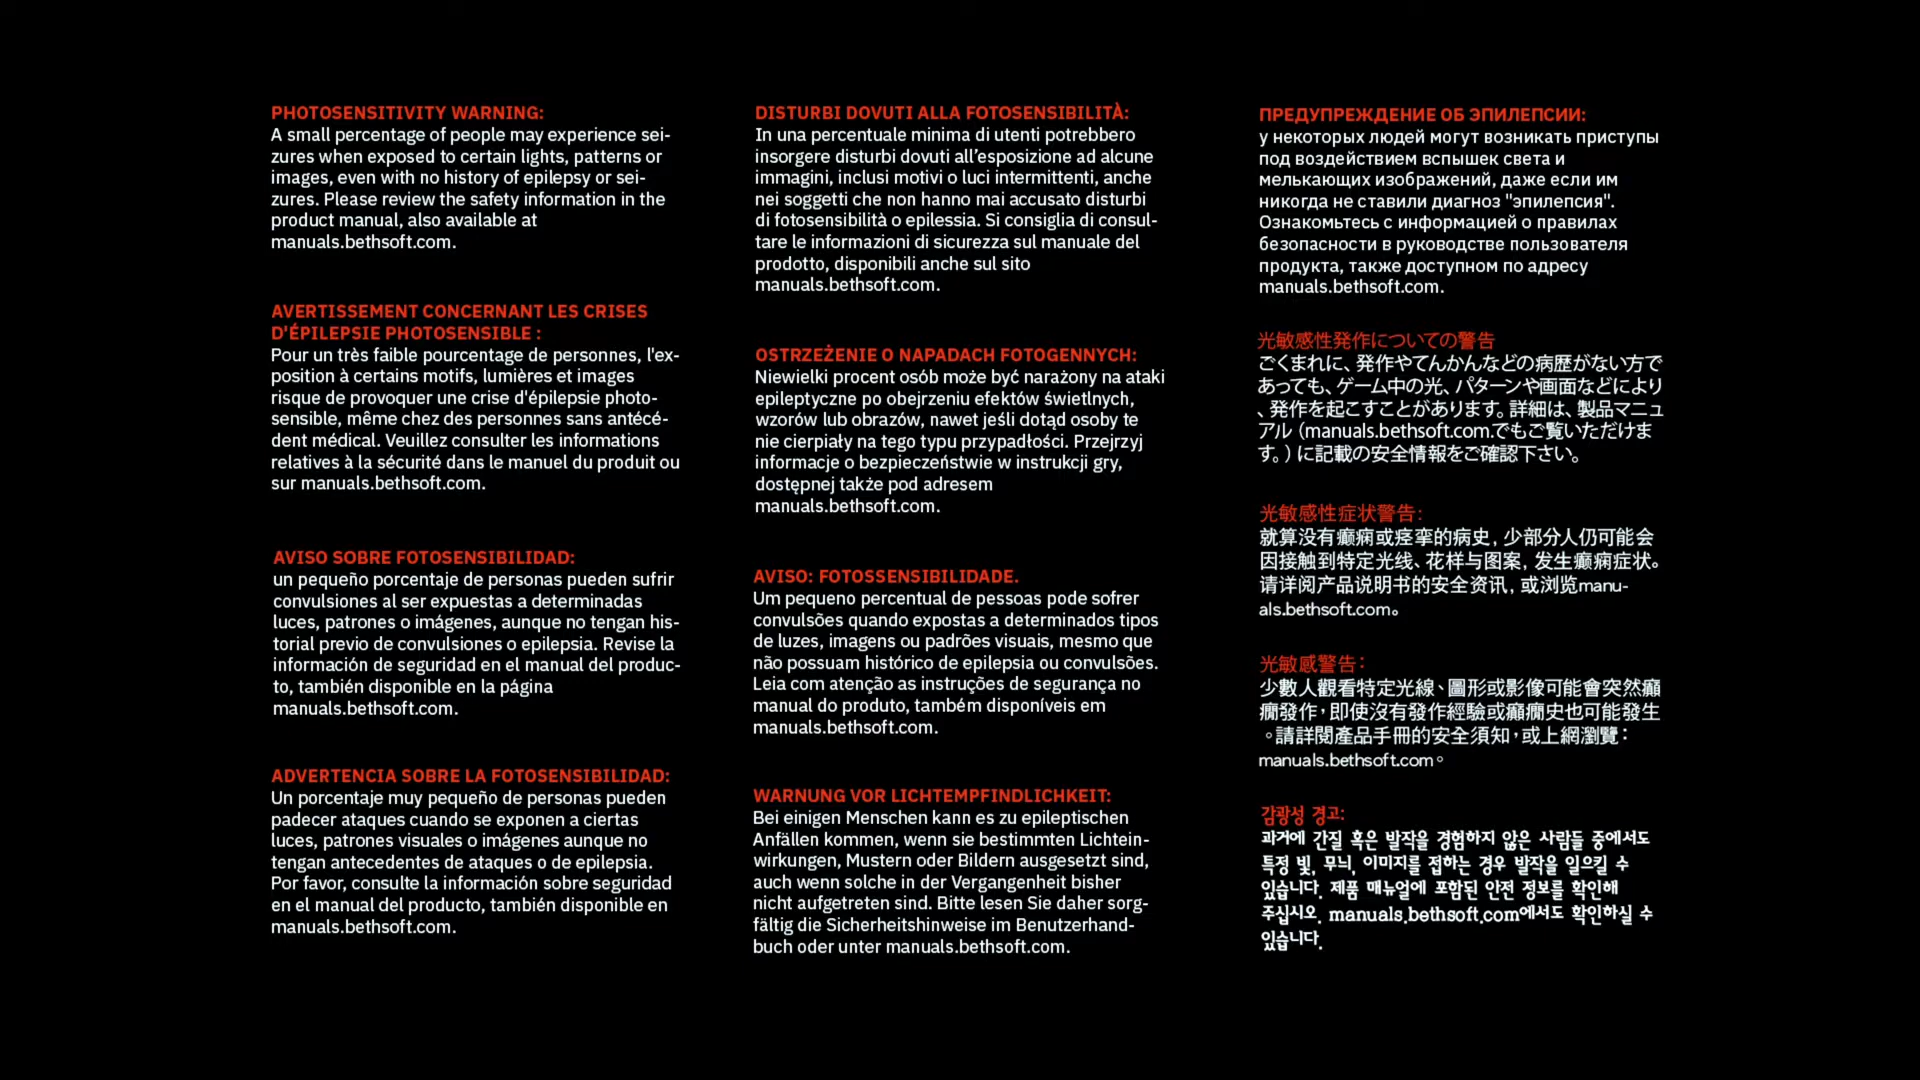 PHOTOSENSITIVITY WARNING:
A small percentage of people may experience sei-
zures when exposed to certain lights, patterns or
images, even with no history of epilepsy or sei-
zures. Please review the safety information in the
product manual, also available at
manuals.bethsoft.com.
AVERTISSEMENT CONCERNANT LES CRISES
D'ÉPILEPSIE PHOTOSENSIBLE :
Pour un très faible pourcentage de personnes, l'ex-
position à certains motifs, lumières et images
risque de provoquer une crise d'épilepsie photo-
sensible, même chez des personnes sans antécé-
dent médical. Veuillez consulter les informations
relatives à la sécurité dans le manuel du produit ou
sur manuals.bethsoft.com.
AVISO SOBRE FOTOSENSIBILIDAD:
un pequeño porcentaje de personas pueden sufrir
convulsiones al ser expuestas a determinadas
luces, patrones o imágenes, aunque no tengan his-
torial previo de convulsiones o epilepsia. Revise la
información de seguridad en el manual del produc-
to, también disponible en la página
manuals.bethsoft.com.
ADVERTENCIA SOBRE LA FOTOSENSIBILIDAD:
Un porcentaje muy pequeño de personas pueden
padecer ataques cuando se exponen a ciertas
luces, patrones visuales o imágenes aunque no
tengan antecedentes de ataques o de epilepsia.
Por favor, consulte la información sobre seguridad
en el manual del producto, también disponible en
manuals.bethsoft.com.
DISTURBI DOVUTI ALLA FOTOSENSIBILITÀ:
In una percentuale minima di utenti potrebbero
insorgere disturbi dovuti all'esposizione ad alcune
immagini, inclusi motivi o luci intermittenti, anche
nei soggetti che non hanno mai accusato disturbi
di fotosensibilità o epilessia. Si consiglia di consul-
tare le informazioni di sicurezza sul manuale del
prodotto, disponibili anche sul sito
manuals.bethsoft.com.
OSTRZEŻENIE O NAPADACH FOTOGENNYCH:
Niewielki procent osób może być narażony na ataki
epileptyczne po obejrzeniu efektów świetlnych,
wzorów lub obrazów, nawet jeśli dotąd osoby te
nie cierpiały na tego typu przypadłości. Przejrzyj
informacje o bezpieczeństwie w instrukcji gry,
dostępnej także pod adresem
manuals.bethsoft.com.
AVISO: FOTOSSENSIBILIDADE.
Um pequeno percentual de pessoas pode sofrer
convulsões quando expostas a determinados tipos
de luzes, imagens ou padrões visuais, mesmo que
não possuam histórico de epilepsia ou convulsões.
Leia com atenção as instruções de segurança no
manual do produto, também disponíveis em
manuals.bethsoft.com.
WARNUNG VOR LICHTEMPFINDLICHKEIT:
Bei einigen Menschen kann es zu epileptischen
Anfällen kommen, wenn sie bestimmten Lichtein-
wirkungen, Mustern oder Bildern ausgesetzt sind,
auch wenn solche in der Vergangenheit bisher
nicht aufgetreten sind. Bitte lesen Sie daher sorg-
fältig die Sicherheitshinweise im Benutzerhand-
buch oder unter manuals.bethsoft.com.
ПРЕДУПРЕЖДЕНИЕ ОБ ЭПИЛЕПСИИ:
у некоторых людей могут возникать приступы
под воздействием вспышек света и
мелькающих изображений, даже если им
никогда не ставили диагноз "эпилепсия".
Ознакомьтесь с информацией о правилах
безопасности в руководстве пользователя
продукта, также доступном по адресу
manuals.bethsoft.com.
光敏感性発作についての警告
ごくまれに、発作やてんかんなどの病歴がない方で
あっても、ゲーム中の光、パターンや画面などにより
、発作を起こすことがあります。詳細は、製品マニュ
アル（manuals.bethsoft.com.でもご覧いただけま
す。）に記載の安全情報をご確認下さい。
光敏感性症状警告：
就算没有癫痫或痉挛的病史，少部分人仍可能会
因接触到特定光线、花样与图案，发生癫痫症状。
请详阅产品说明书的安全资讯，或浏览manu-
als.bethsoft.com。
光敏感警告：
少數人觀看特定光線、圖形或影像可能會突然癲
癇發作，即使沒有發作經驗或癲癇史也可能發生
。請詳閱產品手冊的安全須知，或上網瀏覽：
manuals.bethsoft.com。
감광성 경고:
과거에 간질 혹은 발작을 경험하지 않은 사람들 중에서도
특정 빛, 무늬, 이미지를 접하는 경우 발작을 일으킬 수
있습니다. 제품 매뉴얼에 포함된 안전 정보를 확인해
주십시오. manuals.bethsoft.com에서도 확인하실 수
있습니다.